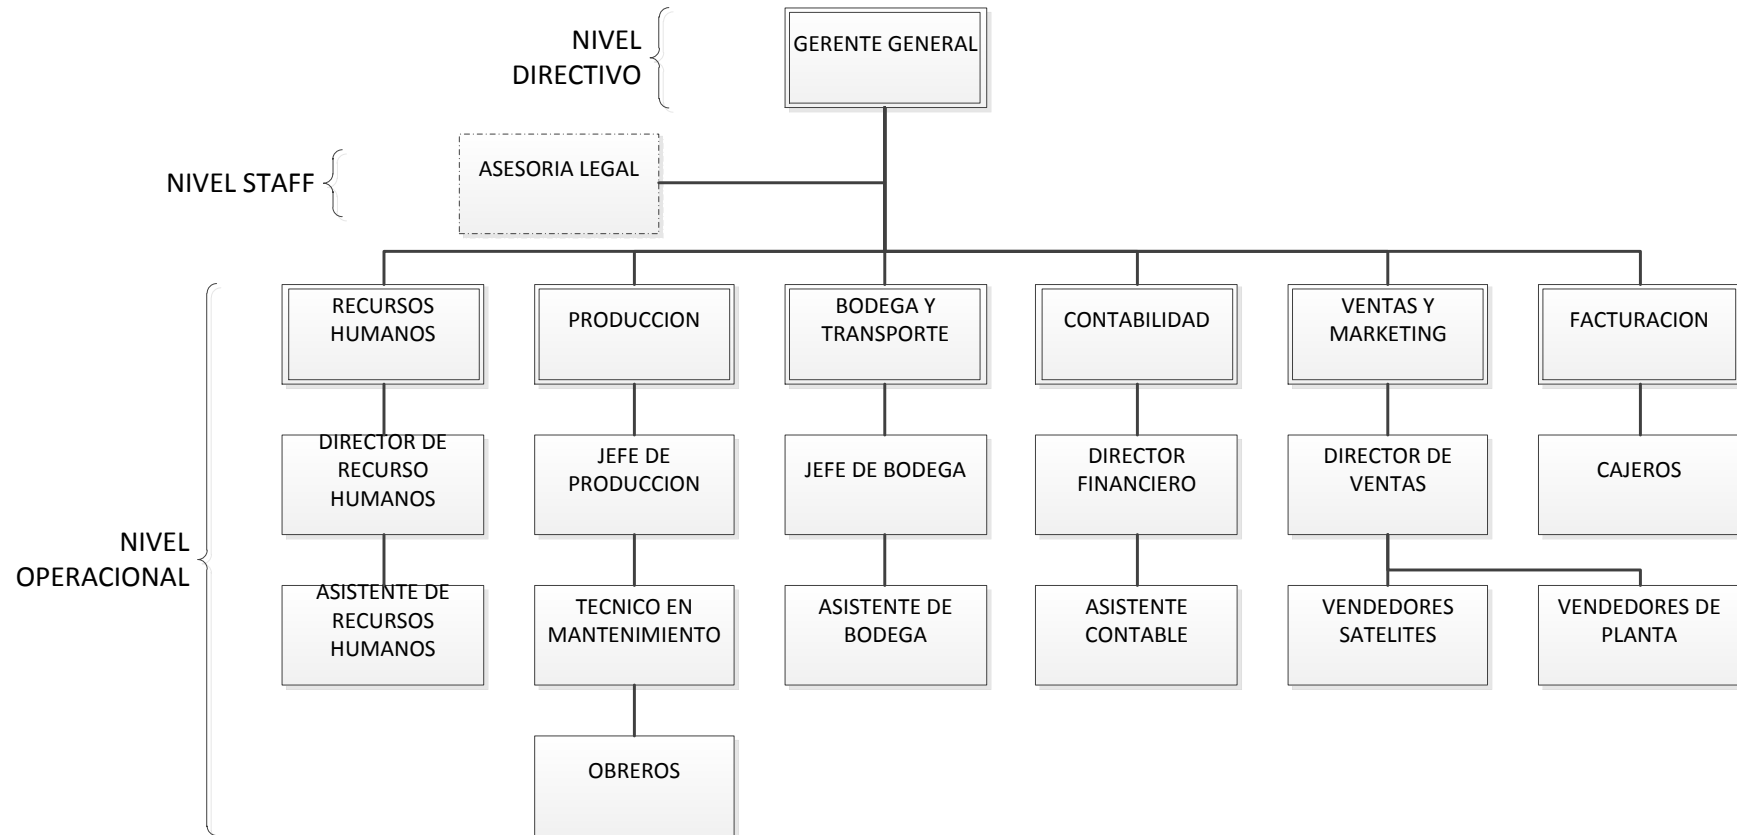 NIVEL
DIRECTIVO
GERENTE GENERAL
NIVEL STAFF
ASESORIA LEGAL
RECURSOS
HUMANOS
PRODUCCION
BODEGA Y
TRANSPORTE
CONTABILIDAD
VENTAS Y
MARKETING
FACTURACION
NIVEL
OPERACIONAL
DIRECTOR DE
RECURSO
HUMANOS
JEFE DE
PRODUCCION
JEFE DE BODEGA
DIRECTOR
FINANCIERO
DIRECTOR DE
VENTAS
CAJEROS
ASISTENTE DE
RECURSOS
HUMANOS
TECNICO EN
MANTENIMIENTO
ASISTENTE DE
BODEGA
ASISTENTE
CONTABLE
VENDEDORES
SATELITES
VENDEDORES DE
PLANTA
OBREROS